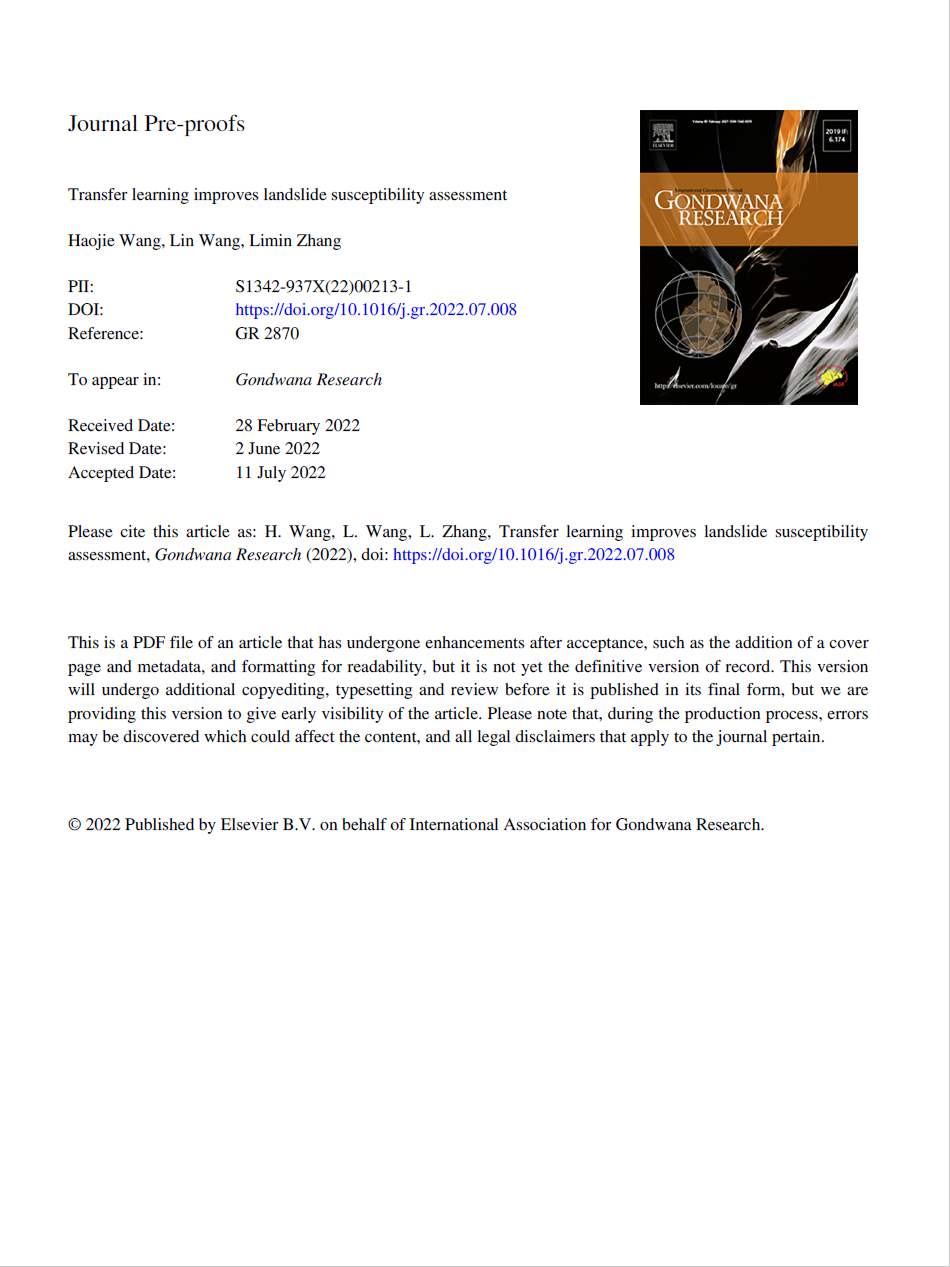 Journal Pre-proofs
Transfer learning improves landslide susceptibility assessment
Haojie Wang, Lin Wang, Limin Zhang
PII: S1342-937X(22)00213-1
DOI: https://doi.org/10.1016/j.gr.2022.07.008
Reference: GR 2870
To appear in: Gondwana Research
Received Date: 28 February 2022
Revised Date: 2 June 2022
Accepted Date: 11 July 2022
ELSEVIER
2019 IF:
6.174
GONDWANA
RESEARCH
Please cite this article as: H. Wang, L. Wang, L. Zhang, Transfer learning improves landslide susceptibility
assessment, Gondwana Research (2022), doi: https://doi.org/10.1016/j.gr.2022.07.008
This is a PDF file of an article that has undergone enhancements after acceptance, such as the addition of a cover
page and metadata, and formatting for readability, but it is not yet the definitive version of record. This version
will undergo additional copyediting, typesetting and review before it is published in its final form, but we are
providing this version to give early visibility of the article. Please note that, during the production process, errors
may be discovered which could affect the content, and all legal disclaimers that apply to the journal pertain.
© 2022 Published by Elsevier B.V. on behalf of International Association for Gondwana Research.